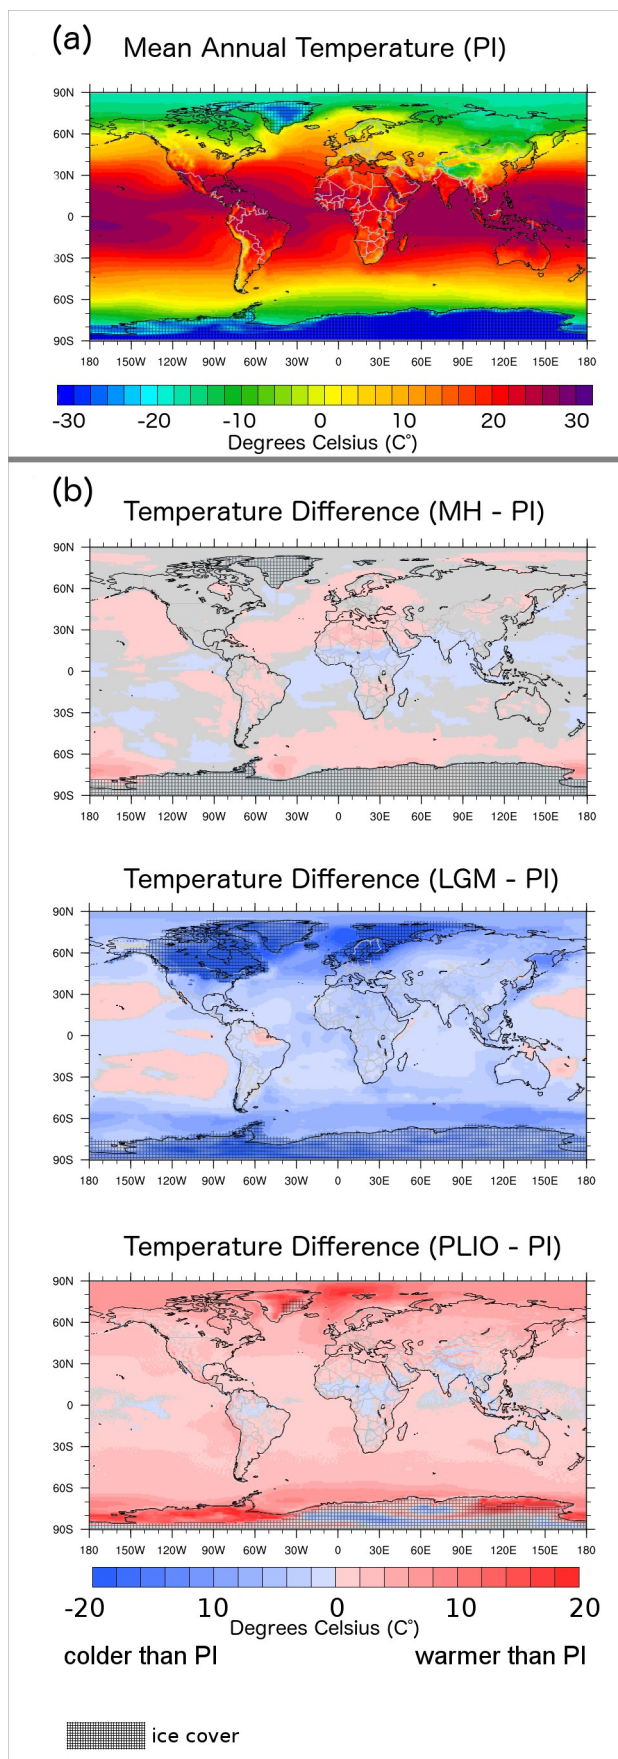 (a)
Mean Annual Temperature (PI)
90N
60N
30N
0
30S
60S
90S
180 150W 120W 90W 60W 30W 0 30E 60E 90E 120E 150E 180
-30 -20 -10 0 10 20 30
Degrees Celsius (C°)
(b)
Temperature Difference (MH - PI)
90N
60N
30N
0
30S
60S
90S
180 150W 120W 90W 60W 30W 0 30E 60E 90E 120E 150E 180
Temperature Difference (LGM - PI)
90N
60N
30N
0
30S
60S
90S
180 150W 120W 90W 60W 30W 0 30E 60E 90E 120E 150E 180
Temperature Difference (PLIO - PI)
90N
60N
30N
0
30S
60S
90S
180 150W 120W 90W 60W 30W 0 30E 60E 90E 120E 150E 180
-20 10 0 10 20
Degrees Celsius (C°)
colder than PI warmer than PI
ice cover